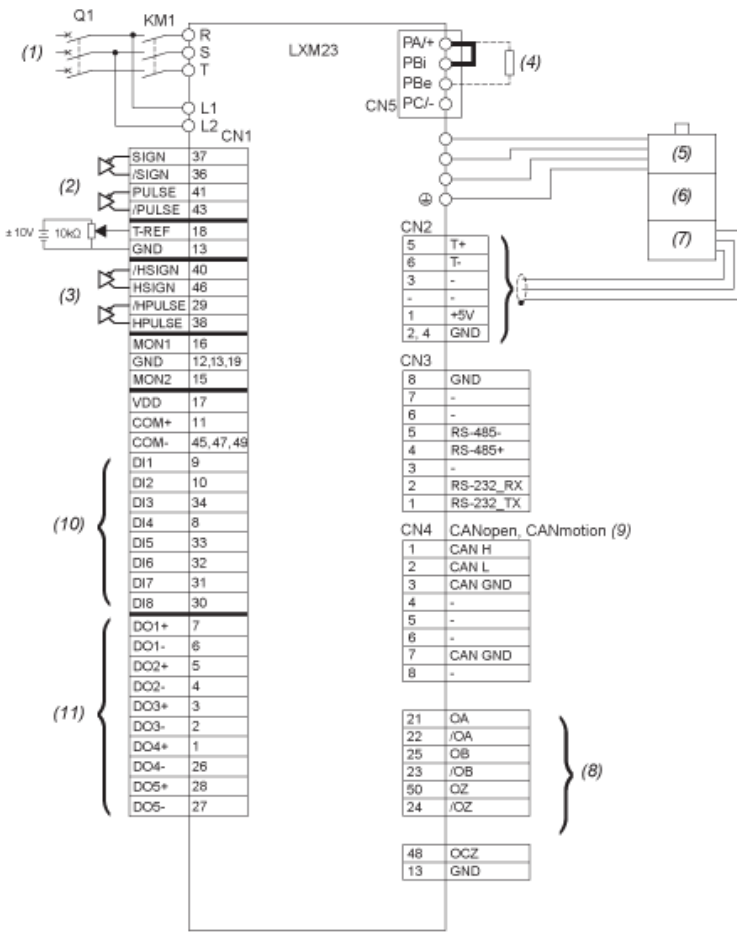 Q1
KM1
(1)
R
S
T
L1
L2
LXM23
PA/+
PBi
PBe
CN5 PC/-
(4)
CN1
SIGN 37
/SIGN 36
PULSE 41
/PULSE 43
(2)
T-REF 18
GND 13
± 10V
10kΩ
/HSIGN 40
HSIGN 46
/HPULSE 29
HPULSE 38
(3)
MON1 16
GND 12,13,19
MON2 15
VDD 17
COM+ 11
COM- 45, 47, 49
DI1 9
DI2 10
DI3 34
DI4 8
DI5 33
DI6 32
DI7 31
DI8 30
(10)
DO1+ 7
DO1- 6
DO2+ 5
DO2- 4
DO3+ 3
DO3- 2
DO4+ 1
DO4- 26
DO5+ 28
DO5- 27
(11)
(5)
(6)
(7)
CN2
5 T+
6 T-
3 -
- -
1 +5V
2, 4 GND
CN3
8 GND
7 -
6 -
5 RS-485-
4 RS-485+
3 -
2 RS-232_RX
1 RS-232_TX
CN4 CANopen, CANmotion (9)
1 CAN H
2 CAN L
3 CAN GND
4 -
5 -
6 -
7 CAN GND
8 -
21 OA
22 /OA
25 OB
23 /OB
50 OZ
24 /OZ
(8)
48 OCZ
13 GND